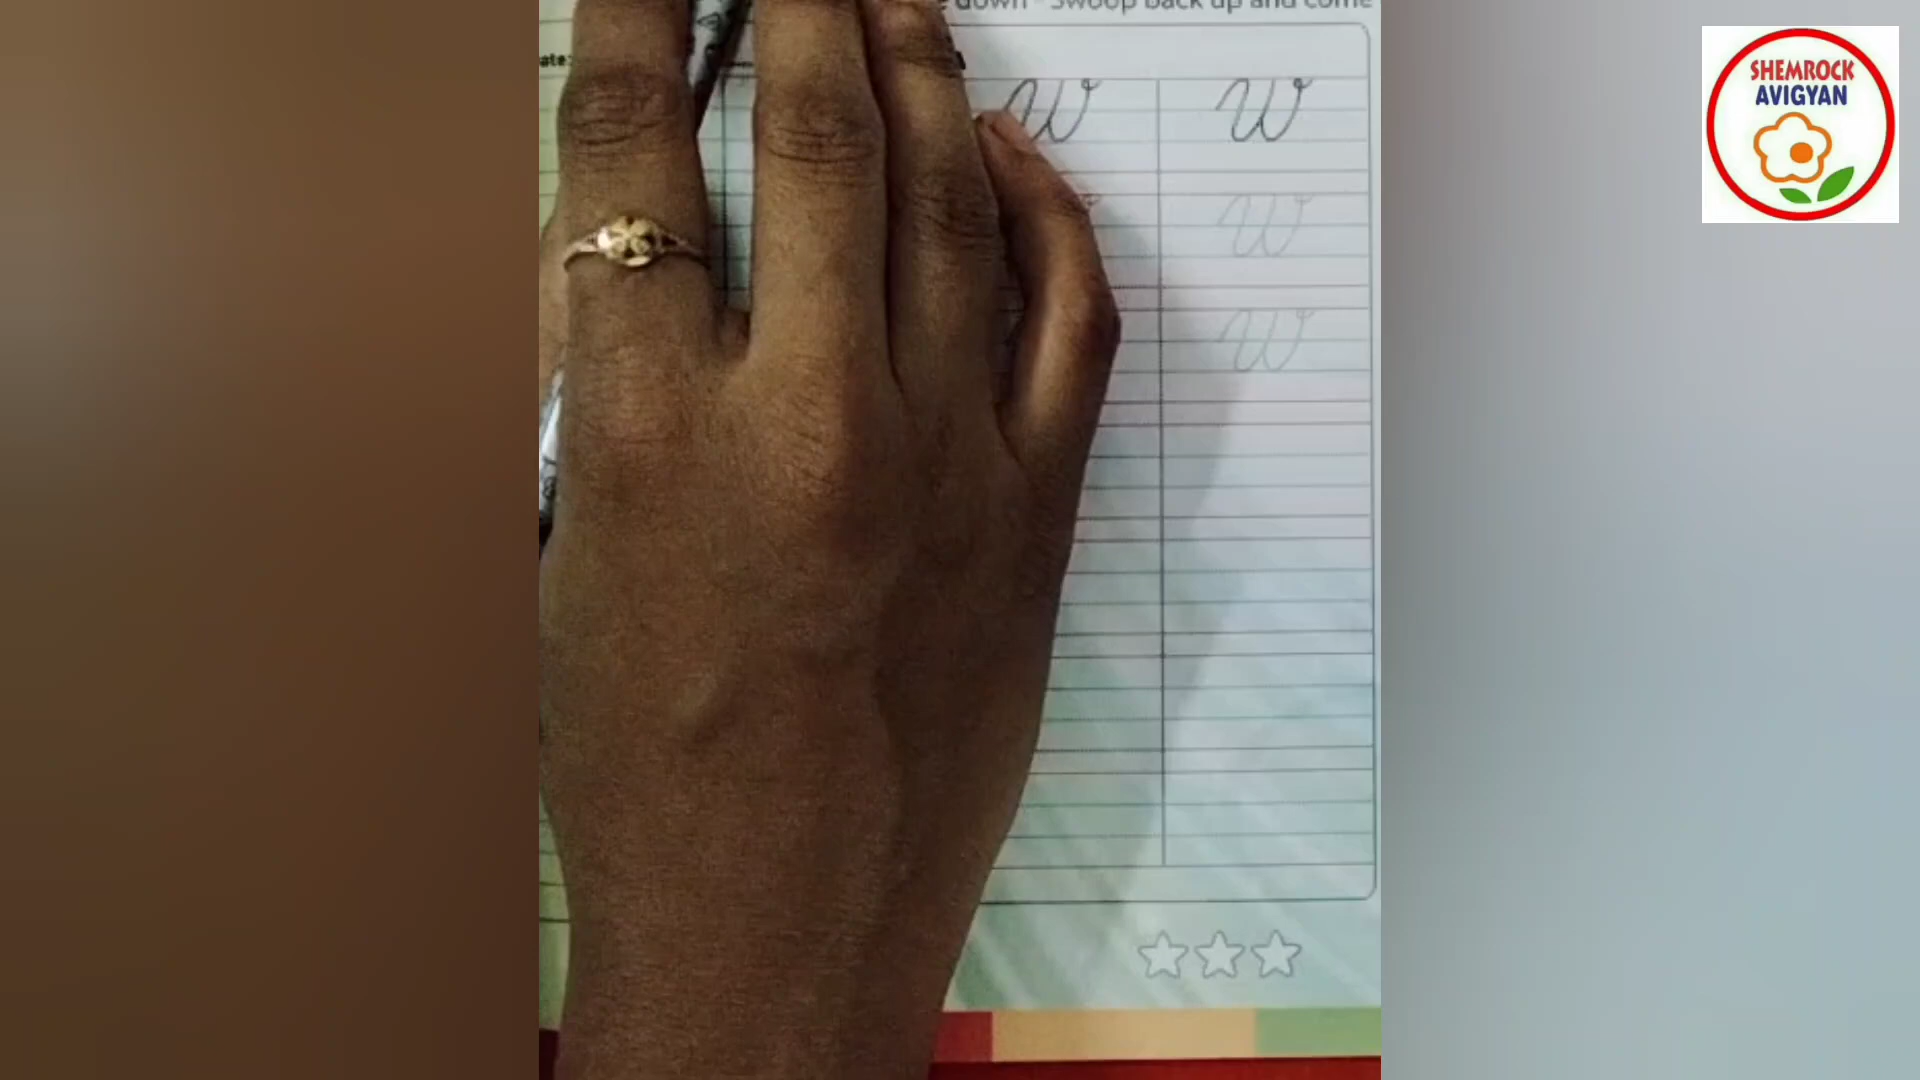 down - Swoop back up and come
ate:
w w
w
w
SHEMROCK
AVIGYAN